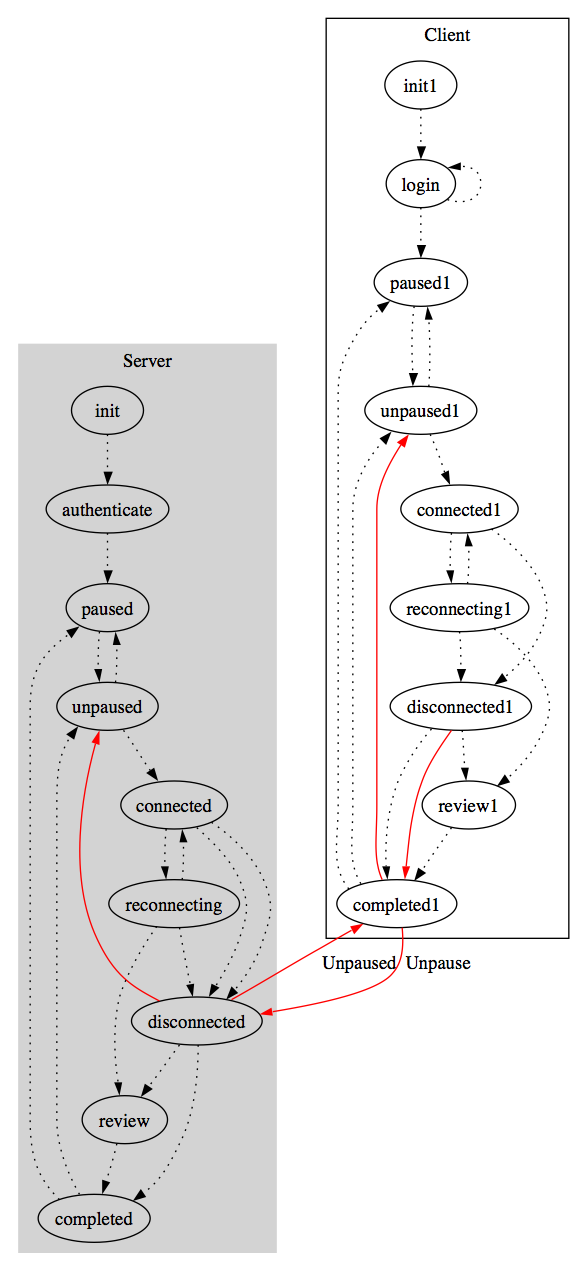 Client
init1
login
paused1
unpaused1
connected1
reconnecting1
disconnected1
review1
completed1
Server
init
authenticate
paused
unpaused
connected
reconnecting
disconnected
review
completed
Unpaused
Unpause